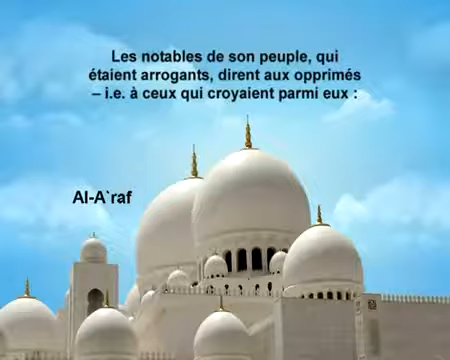 Les notables de son peuple, qui
étaient arrogants, dirent aux opprimés
– i.e. à ceux qui croyaient parmi eux :
Al-A`raf